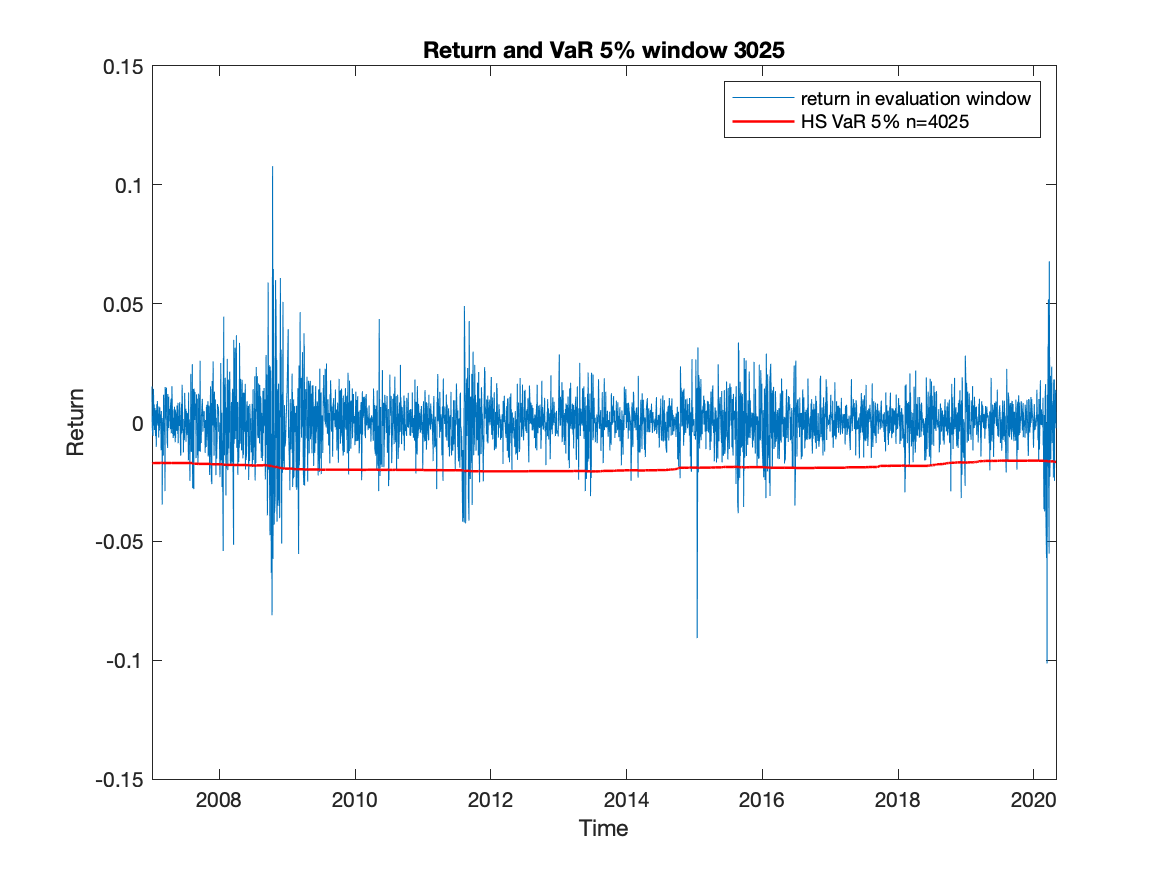 Return and VaR 5% window 3025
return in evaluation window
HS VaR 5% n=4025
0.15
0.1
0.05
0
-0.05
-0.1
-0.15
Return
2008 2010 2012 2014 2016 2018 2020
Time